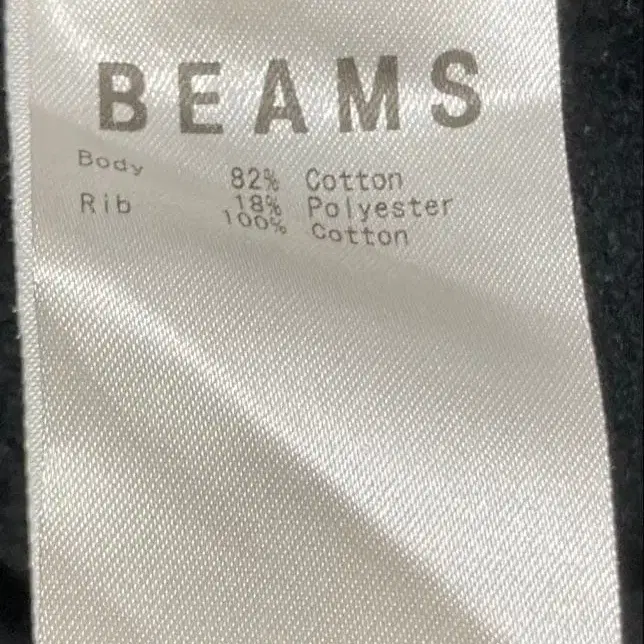 BEAMS
Body 82% Cotton
18% Polyester
Rib 100% Cotton